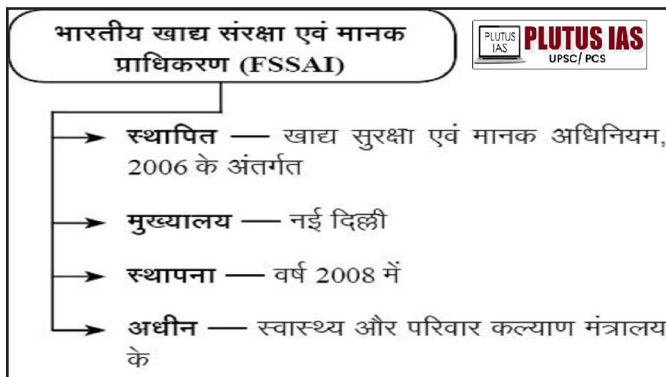 भारतीय खाद्य संरक्षा एवं मानक
प्राधिकरण (FSSAI)
PLUTUS
IAS
PLUTUS IAS
UPSC/ PCS
स्थापित — खाद्य सुरक्षा एवं मानक अधिनियम,
2006 के अंतर्गत
मुख्यालय — नई दिल्ली
स्थापना — वर्ष 2008 में
अधीन — स्वास्थ्य और परिवार कल्याण मंत्रालय
के